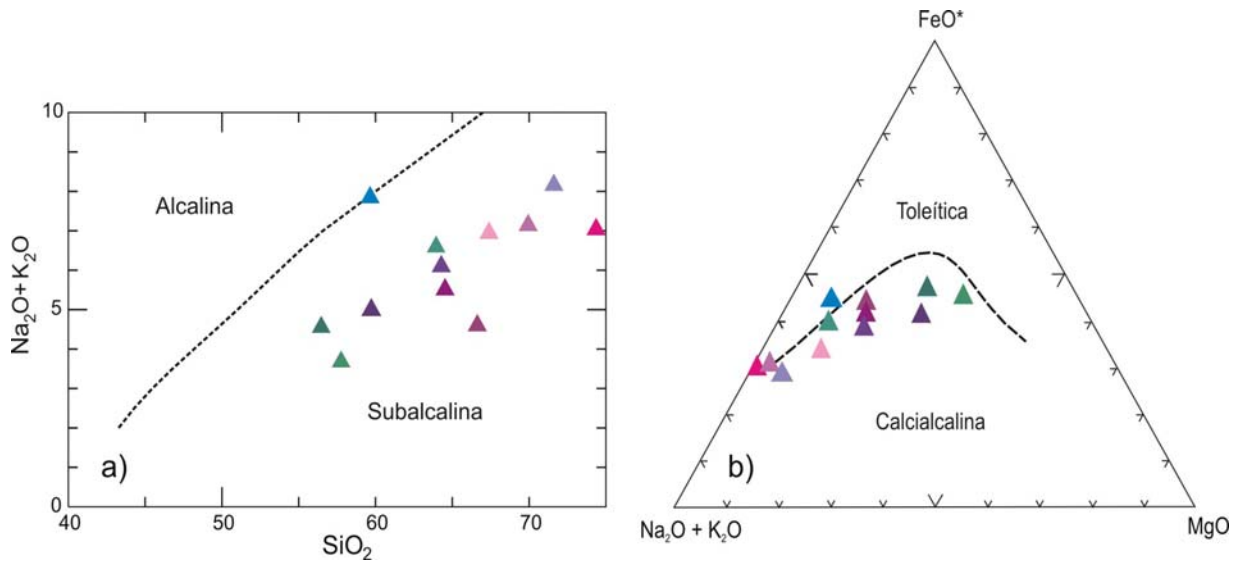 10
5
0
40
50
60
70
Na₂O+ K₂O
SiO₂
Alcalina
Subalcalina
a)
FeO*
Toleítica
Calcialcalina
b)
Na₂O + K₂O
MgO